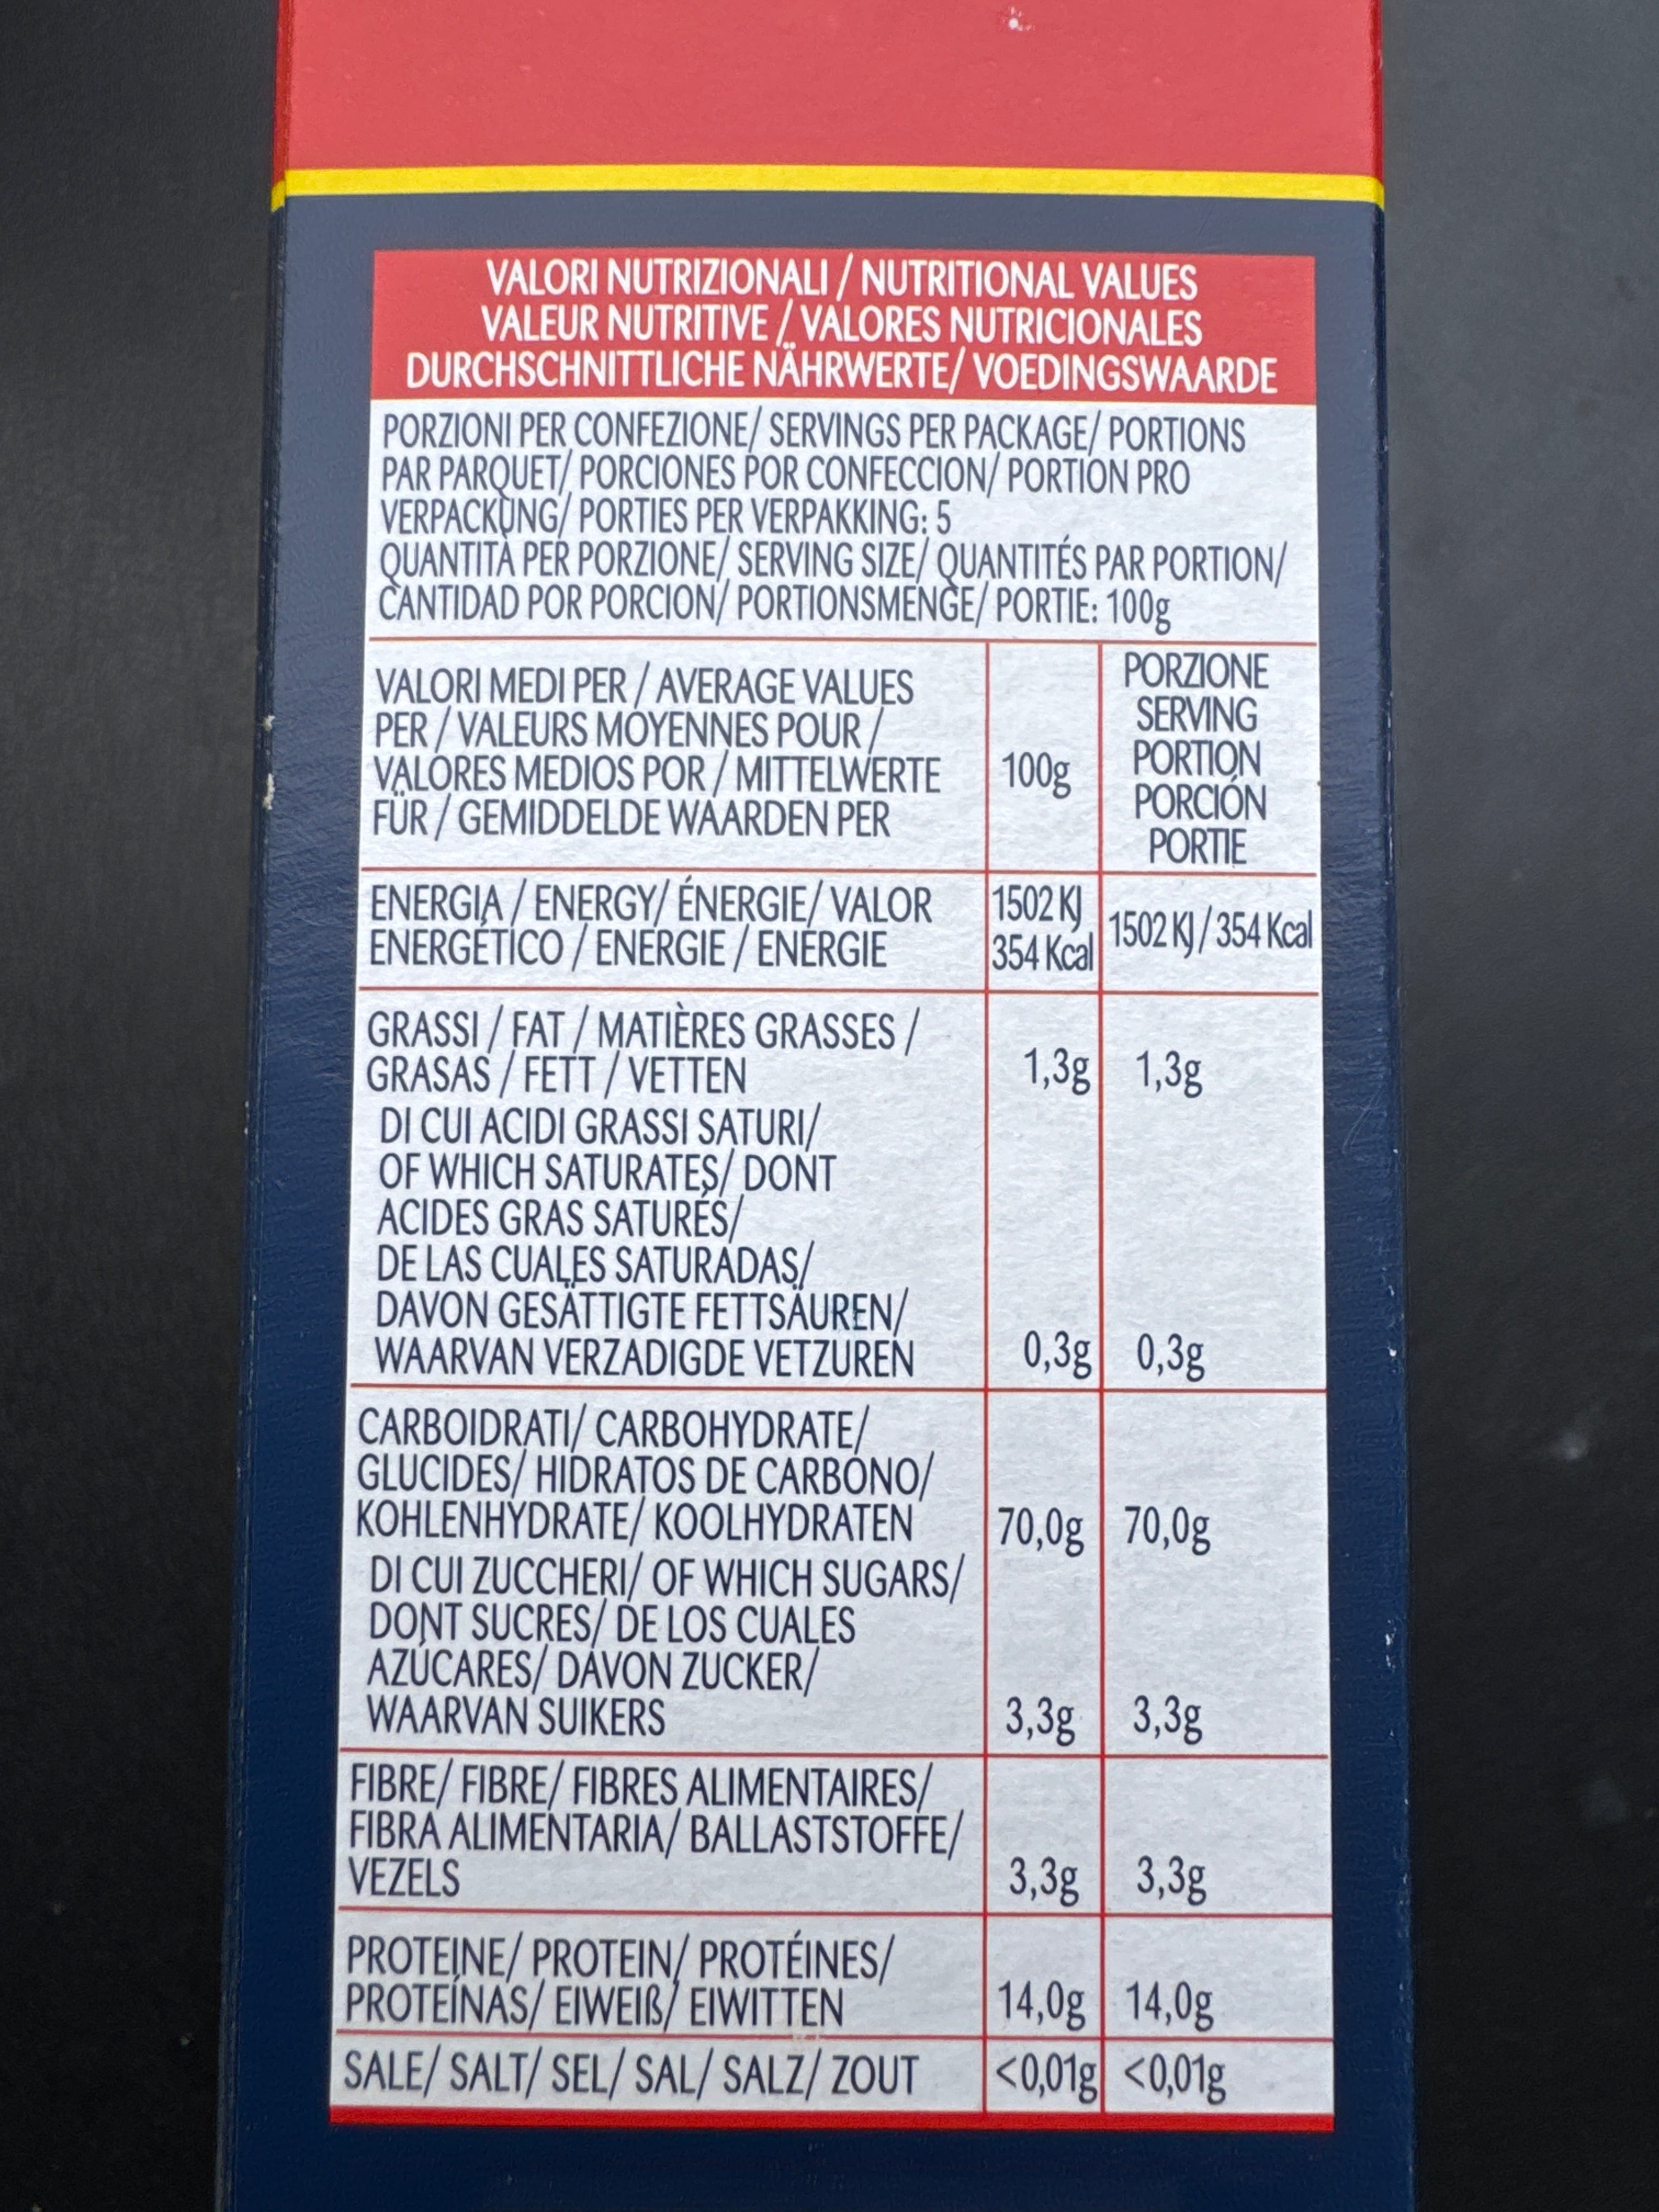 VALORI NUTRIZIONALI / NUTRITIONAL VALUES
VALEUR NUTRITIVE / VALORES NUTRICIONALES
DURCHSCHNITTLICHE NÄHRWERTE/ VOEDINGSWAARDE
PORZIONI PER CONFEZIONE/ SERVINGS PER PACKAGE/ PORTIONS
PAR PARQUET/ PORCIONES POR CONFECCION/ PORTION PRO
VERPACKUNG/ PORTIES PER VERPAKKING: 5
QUANTITÀ PER PORZIONE/ SERVING SIZE/ QUANTITÉS PAR PORTION/
CANTIDAD POR PORCION/ PORTIONSMENGE/ PORTIE: 100g
VALORI MEDI PER / AVERAGE VALUES
PER / VALEURS MOYENNES POUR /
VALORES MEDIOS POR / MITTELWERTE
FÜR / GEMIDDELDE WAARDEN PER
100g
PORZIONE
SERVING
PORTION
PORCIÓN
PORTIE
ENERGIA / ENERGY/ ÉNERGIE/ VALOR
ENERGÉTICO / ENERGIE / ENERGIE
1502 KJ
354 Kcal
1502 KJ / 354 Kcal
GRASSI / FAT / MATIÈRES GRASSES /
GRASAS / FETT / VETTEN 1,3g 1,3g
DI CUI ACIDI GRASSI SATURI/
OF WHICH SATURATES/ DONT
ACIDES GRAS SATURÉS/
DE LAS CUALES SATURADAS/
DAVON GESÄTTIGTE FETTSÄUREN/
WAARVAN VERZADIGDE VETZUREN 0,3g 0,3g
CARBOIDRATI/ CARBOHYDRATE/
GLUCIDES/ HIDRATOS DE CARBONO/
KOHLENHYDRATE/ KOOLHYDRATEN 70,0g 70,0g
DI CUI ZUCCHERI/ OF WHICH SUGARS/
DONT SUCRES/ DE LOS CUALES
AZÚCARES/ DAVON ZUCKER/
WAARVAN SUIKERS 3,3g 3,3g
FIBRE/ FIBRE/ FIBRES ALIMENTAIRES/
FIBRA ALIMENTARIA/ BALLASTSTOFFE/
VEZELS 3,3g 3,3g
PROTEINE/ PROTEIN/ PROTÉINES/
PROTEÍNAS/ EIWEIß/ EIWITTEN 14,0g 14,0g
SALE/ SALT/ SEL/ SAL/ SALZ/ ZOUT <0,01g <0,01g